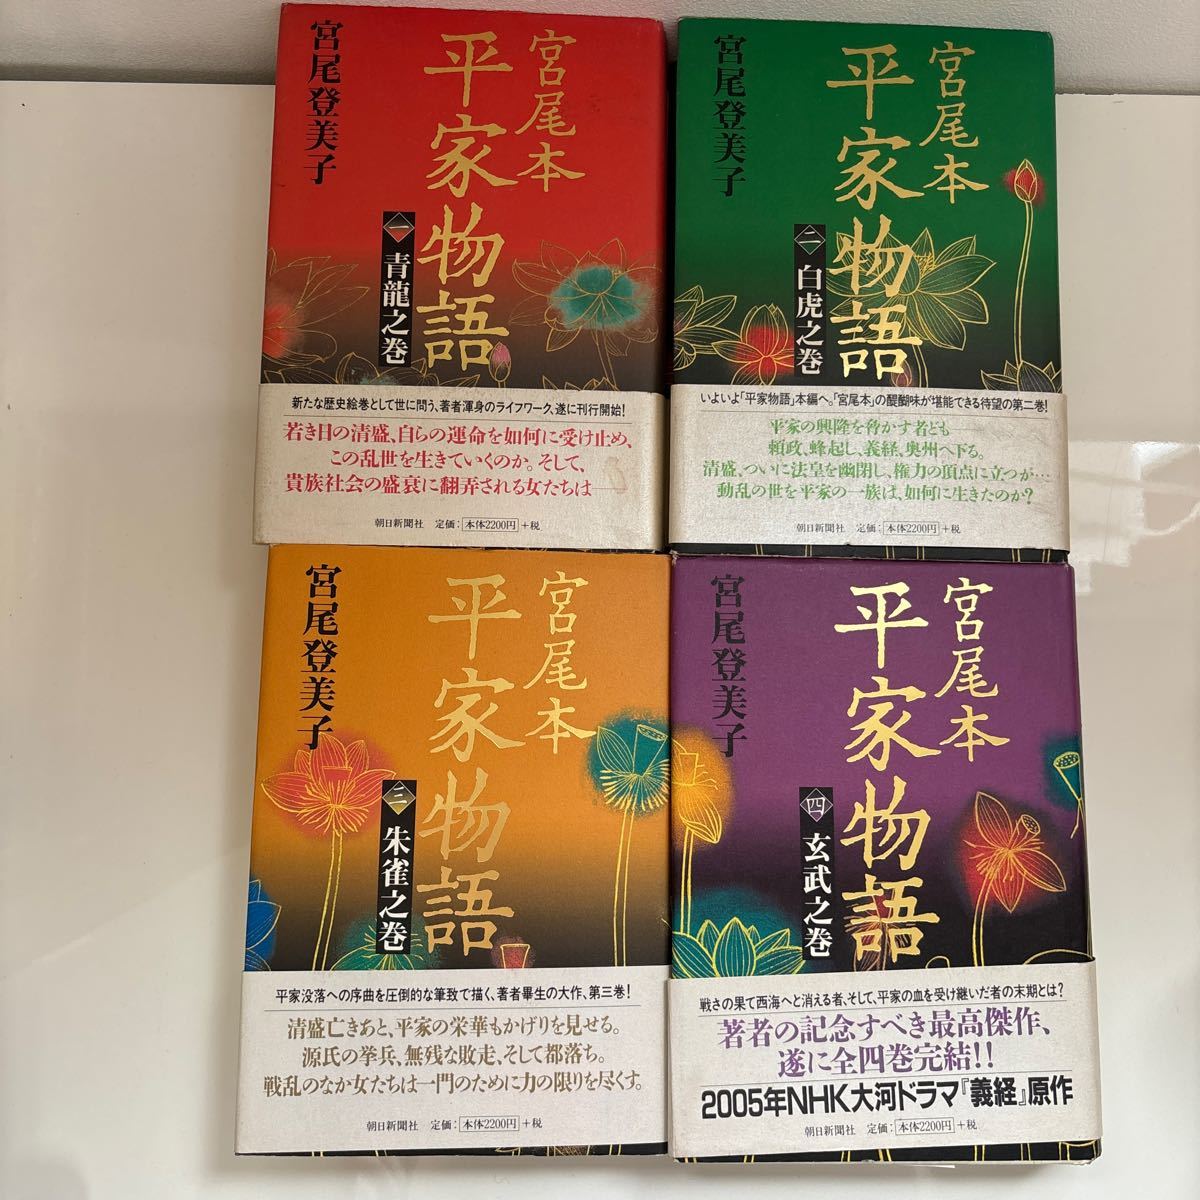 宮尾本
平家物語
一
青龍之巻
宮尾登美子
新たな歴史絵巻として世に問う、著者渾身のライフワーク、遂に刊行開始!
若き日の清盛、自らの運命を如何に受け止め、
この乱世を生きていくのか。そして、
貴族社会の盛衰に翻弄される女たちは——
朝日新聞社 定価:本体2200円+税
宮尾本
平家物語
二
白虎之巻
宮尾登美子
いよいよ「平家物語」本編へ。「宮尾本」の醍醐味が堪能できる待望の第二巻!
平家の興隆を脅かす者ども——
頼政、蜂起し、義経、奥州へ下る。
清盛、ついに法皇を幽閉し、権力の頂点に立つが…
動乱の世を平家の一族は、如何に生きたのか?
朝日新聞社 定価:本体2200円+税
宮尾本
平家物語
三
朱雀之巻
宮尾登美子
平家没落への序曲を圧倒的な筆致で描く、著者畢生の大作、第三巻!
清盛亡きあと、平家の栄華もかげりを見せる。
源氏の挙兵、無残な敗走、そして都落ち。
戦乱のなか女たちは一門のために力の限りを尽くす。
朝日新聞社 定価:本体2200円+税
宮尾本
平家物語
四
玄武之巻
宮尾登美子
戦さの果て西海へと消える者、そして、平家の血を受け継いだ者の末期とは?
著者の記念すべき最高傑作、
遂に全四巻完結!!
2005年NHK大河ドラマ『義経』原作
朝日新聞社 定価:本体2200円+税